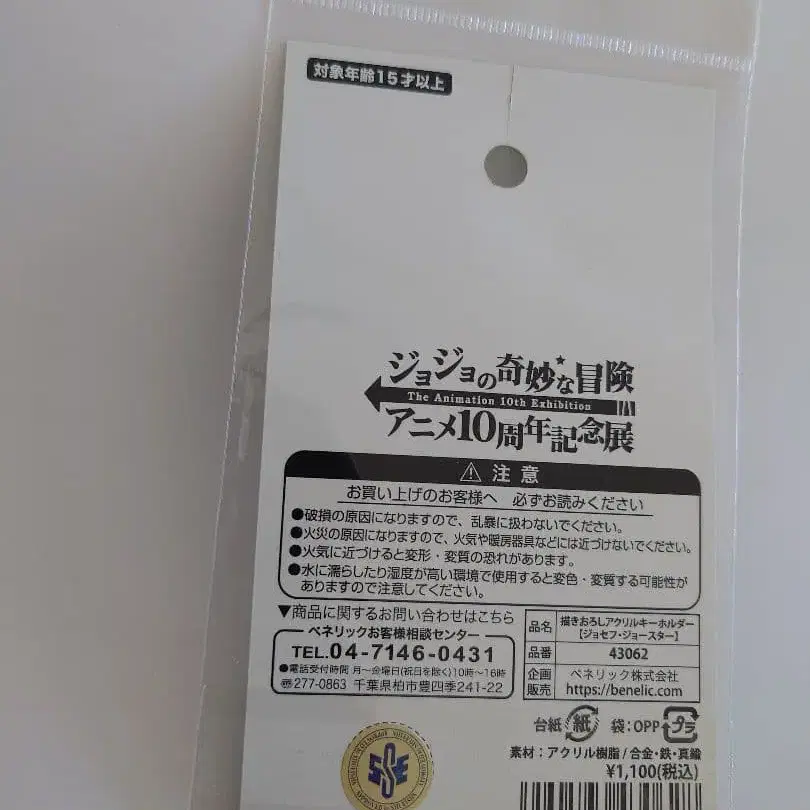 対象年齢15才以上
ジョジョの奇妙な冒険
The Animation 10th Exhibition
アニメ10周年記念展
⚠ 注意
お買い上げのお客様へ 必ずお読みください
●破損の原因になりますので、乱暴に扱わないでください。
●火災の原因になりますので、火気や暖房器具などには近づけないでください。
●火気に近づけると変形・変質の恐れがあります。
●水に濡らしたり湿度が高い環境で使用すると変色・変質する可能性が
ありますので注意してください。
▼商品に関するお問い合わせはこちら
ベネリックお客様相談センター
TEL.04-7146-0431
●電話受付時間 月～金曜日(祝日を除く)10時～16時
〠277-0863 千葉県柏市豊四季241-22
品名 描きおろしアクリルキーホルダー
【ジョセフ・ジョースター】
品番 43062
企画 ベネリック株式会社
販売 https://benelic.com
台紙 紙 袋:OPP プラ
素材：アクリル樹脂/合金・鉄・真鍮
¥1,100(税込)